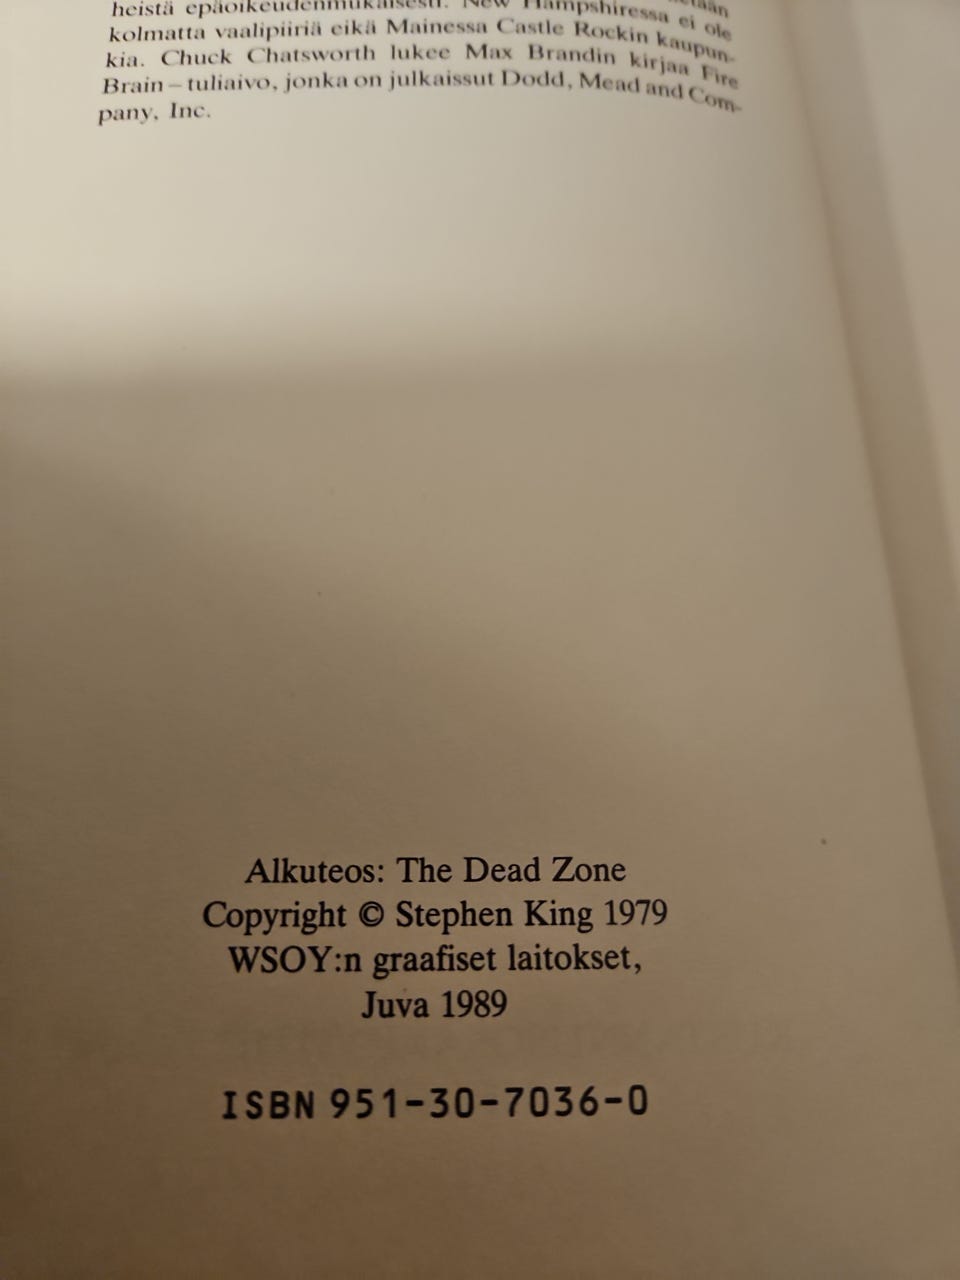 heistä epäoikeudenmukaisesti. New Hampshiressa ei ole
kolmatta vaalipiiriä eikä Mainessa Castle Rockin kaupun-
kia. Chuck Chatsworth lukee Max Brandin kirjaa Fire
Brain – tuliaivo, jonka on julkaissut Dodd, Mead and Com-
pany, Inc.
Alkuteos: The Dead Zone
Copyright © Stephen King 1979
WSOY:n graafiset laitokset,
Juva 1989
ISBN 951-30-7036-0